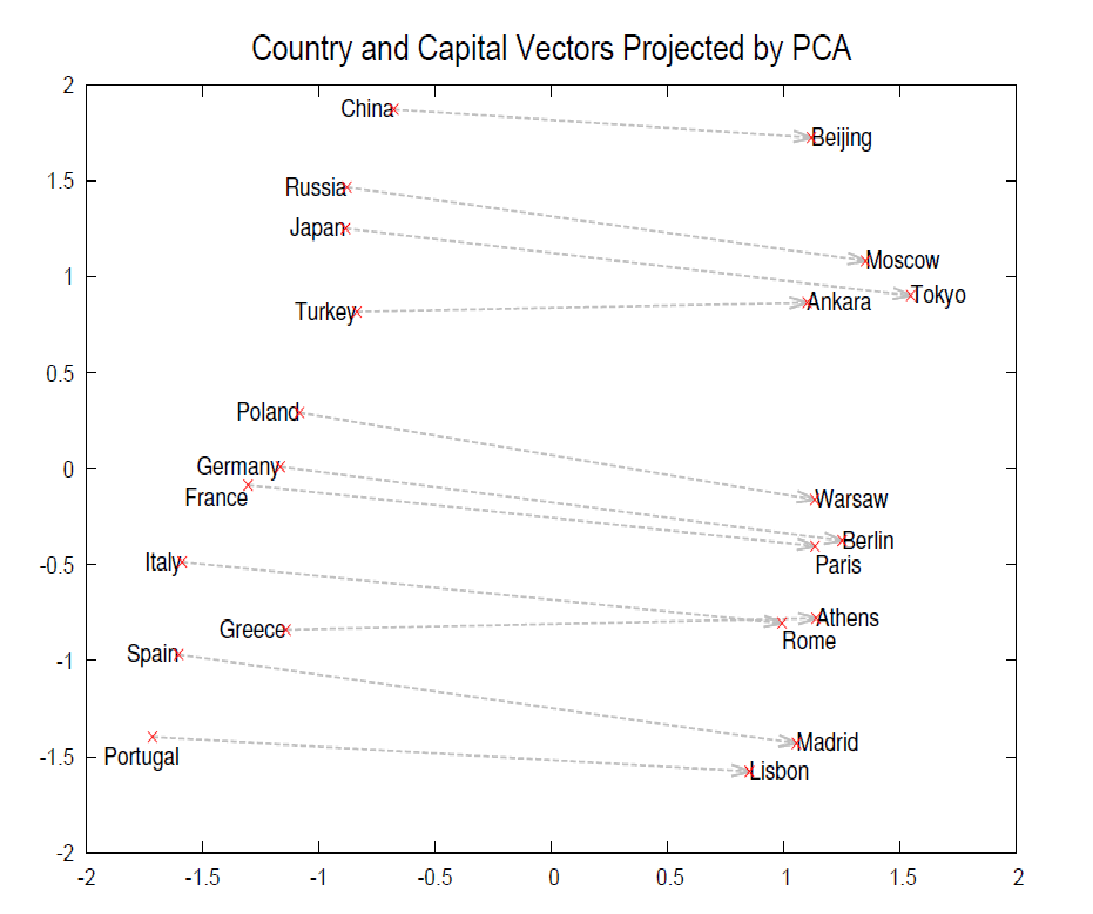 Country and Capital Vectors Projected by PCA
2
China
Beijing
1.5
Russia
Japan
Moscow
1
Tokyo
Ankara
Turkey
0.5
Poland
0
Germany
France
Warsaw
Berlin
-0.5
Italy
Paris
Athens
Greece
Rome
-1
Spain
Madrid
-1.5
Portugal
Lisbon
-2
-2 -1.5 -1 -0.5 0 0.5 1 1.5 2